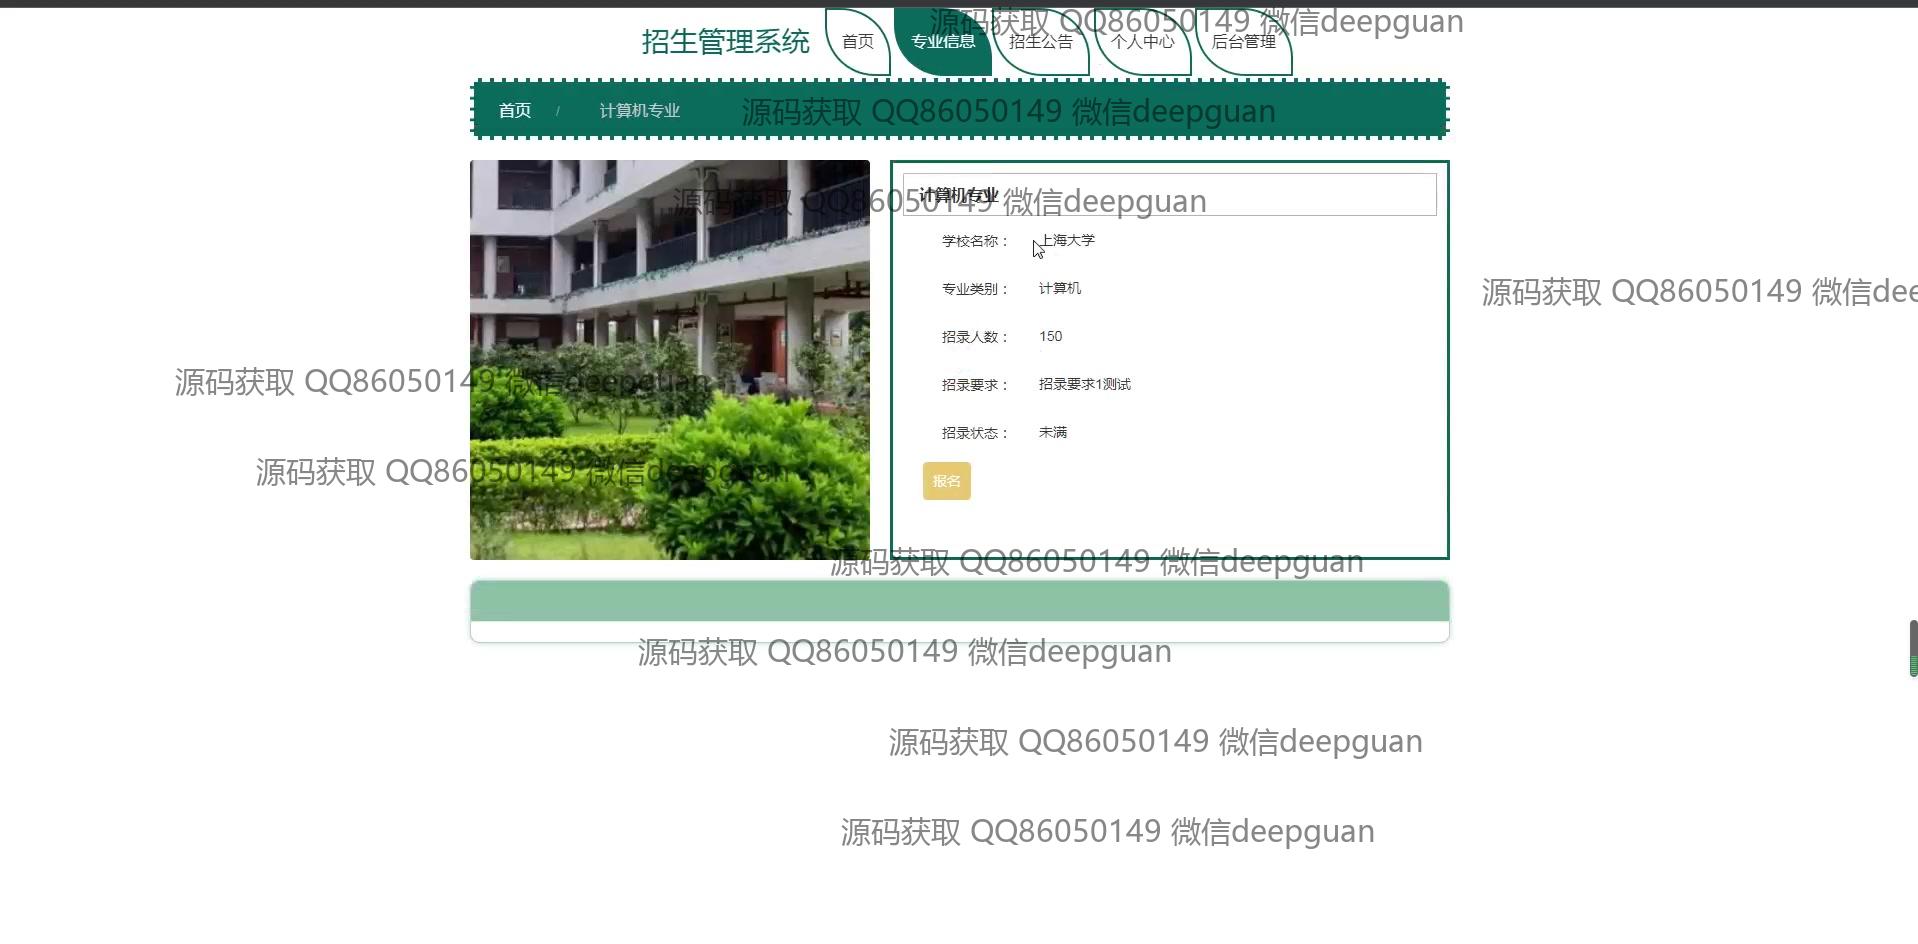 源码获取 QQ86050149 微信deepguan
招生管理系统
首页
专业信息
招生公告
个人中心
后台管理
首页 / 计算机专业
源码获取 QQ86050149 微信deepguan
计算机专业
源码获取 QQ86050149 微信deepguan
学校名称： 上海大学
专业类别： 计算机
源码获取 QQ86050149 微信dee
招录人数： 150
招录要求： 招录要求1测试
源码获取 QQ86050149 微信deepguan
招录状态： 未满
源码获取 QQ86050149 微信deepguan
报名
源码获取 QQ86050149 微信deepguan
源码获取 QQ86050149 微信deepguan
源码获取 QQ86050149 微信deepguan
源码获取 QQ86050149 微信deepguan